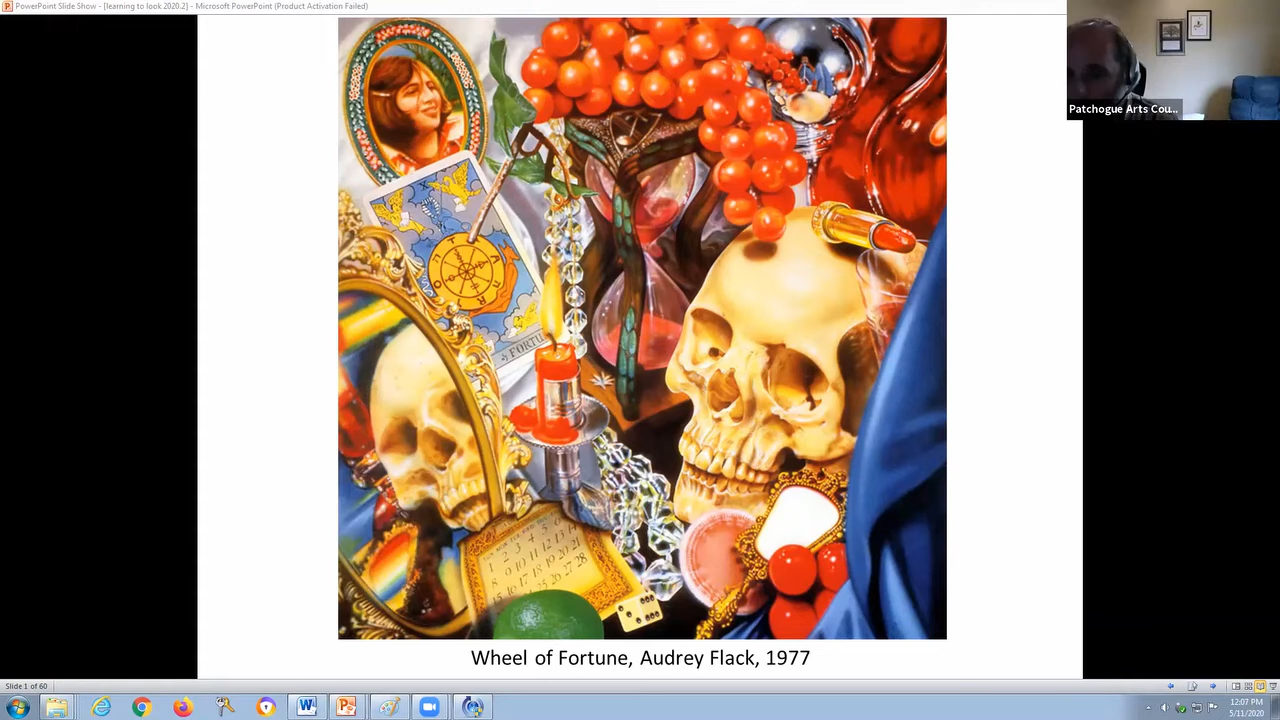 PowerPoint Slide Show - [learning to look 2020.2] - Microsoft PowerPoint (Product Activation Failed)
Patchogue Arts Cou...
FORTU
Wheel of Fortune, Audrey Flack, 1977
Slide 1 of 60
12:07 PM
5/11/2020